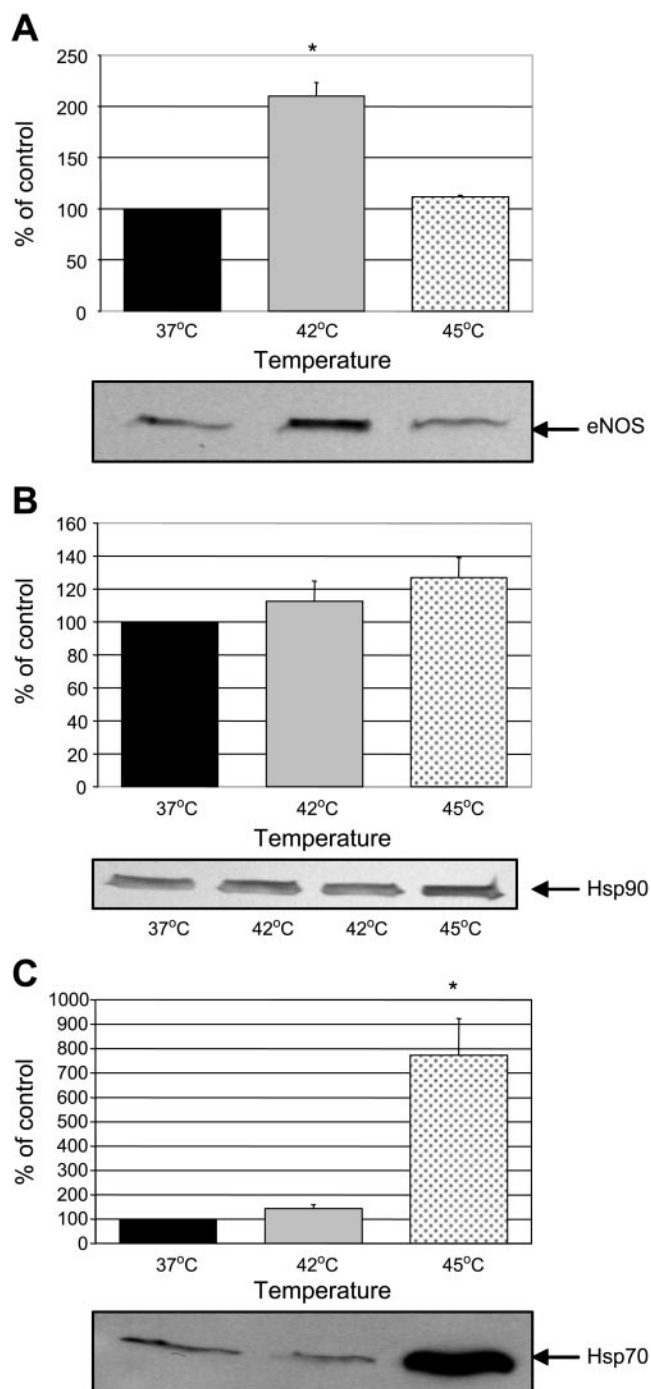 A
*
250
200
150
100
50
0
% of control
37°C 42°C 45°C
Temperature
eNOS
B
160
140
120
100
80
60
40
20
0
% of control
37°C 42°C 45°C
Temperature
Hsp90
37°C 42°C 42°C 45°C
C
*
1000
900
800
700
600
500
400
300
200
100
0
% of control
37°C 42°C 45°C
Temperature
Hsp70